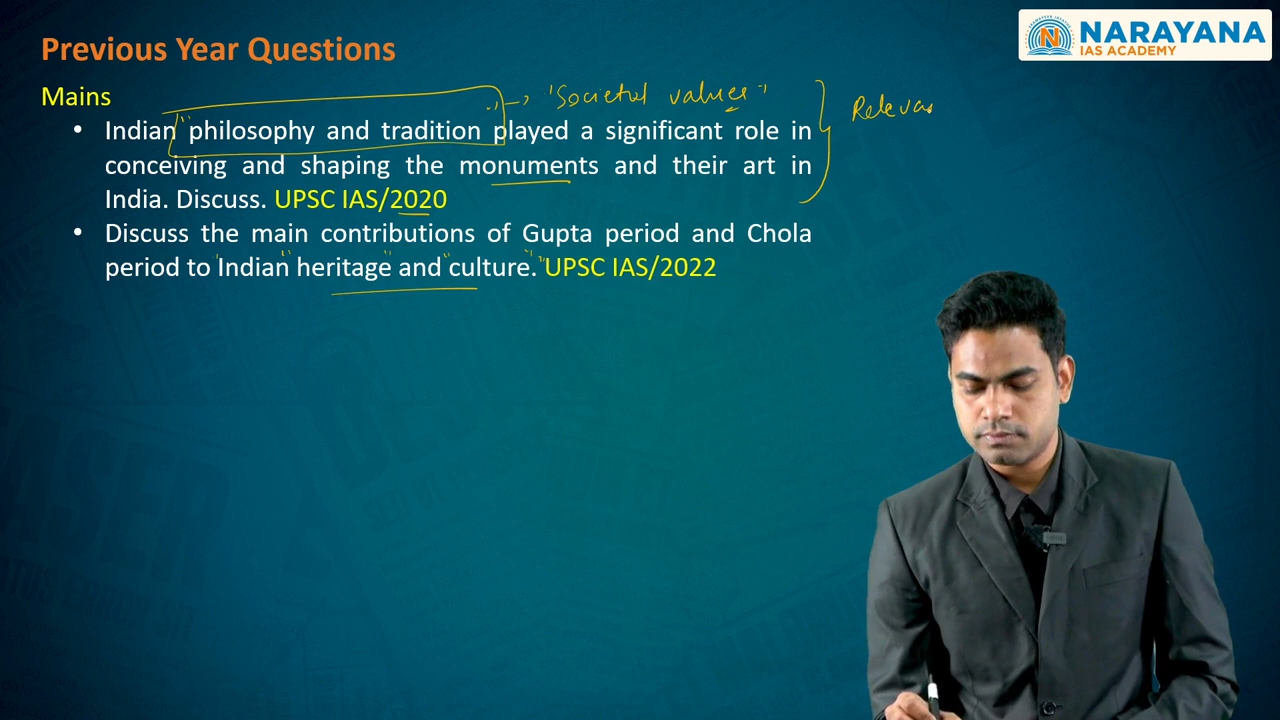 Previous Year Questions
NARAYANA
IAS ACADEMY
Mains
"Societal values"
Relevan
• Indian philosophy and tradition played a significant role in
conceiving and shaping the monuments and their art in
India. Discuss. UPSC IAS/2020
• Discuss the main contributions of Gupta period and Chola
period to Indian heritage and culture. UPSC IAS/2022